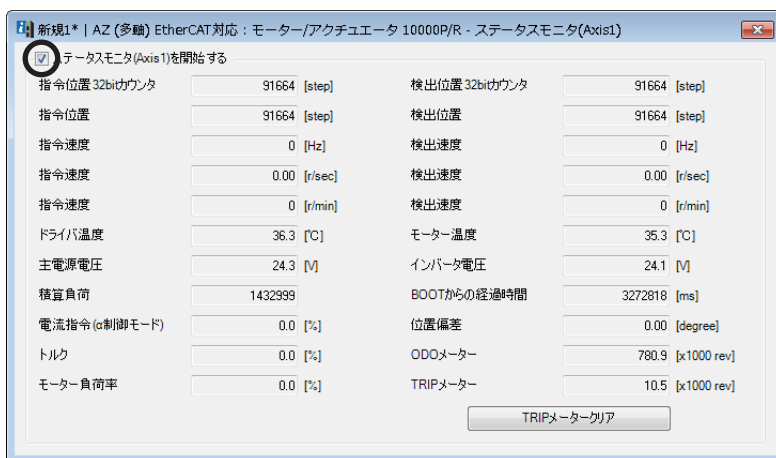 新規1* | AZ (多軸) EtherCAT対応：モーター/アクチュエータ 10000P/R - ステータスモニタ(Axis1)
ステータスモニタ(Axis1)を開始する
指令位置32bitカウンタ 91664 [step] 検出位置32bitカウンタ 91664 [step]
指令位置 91664 [step] 検出位置 91664 [step]
指令速度 0 [Hz] 検出速度 0 [Hz]
指令速度 0.00 [r/sec] 検出速度 0.00 [r/sec]
指令速度 0 [r/min] 検出速度 0 [r/min]
ドライバ温度 36.3 [℃] モーター温度 35.3 [℃]
主電源電圧 24.3 [V] インバータ電圧 24.1 [V]
積算負荷 1432999 BOOTからの経過時間 3272818 [ms]
電流指令(α制御モード) 0.0 [%] 位置偏差 0.00 [degree]
トルク 0.0 [%] ODOメーター 780.9 [x1000 rev]
モーター負荷率 0.0 [%] TRIPメーター 10.5 [x1000 rev]
TRIPメータークリア